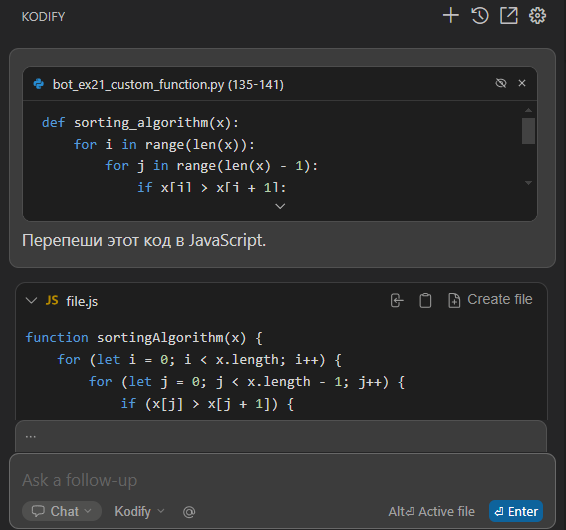 KODIFY
bot_ex21_custom_function.py (135-141)
def sorting_algorithm(x):
for i in range(len(x)):
for j in range(len(x) - 1):
if x[j] > x[j + 1]:
Перепеши этот код в JavaScript.
JS file.js Create file
function sortingAlgorithm(x) {
for (let i = 0; i < x.length; i++) {
for (let j = 0; j < x.length - 1; j++) {
if (x[j] > x[j + 1]) {
...
Ask a follow-up
Chat Kodify @ Alt⏎ Active file ⏎ Enter